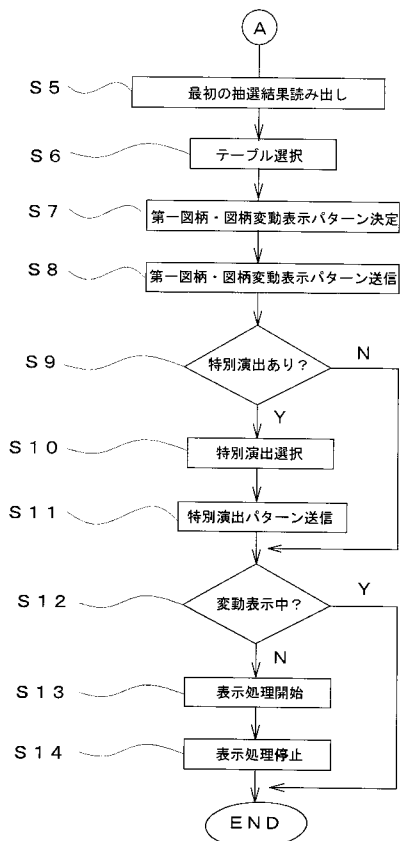 A
S5
最初の抽選結果読み出し
S6
テーブル選択
S7
第一図柄・図柄変動表示パターン決定
S8
第一図柄・図柄変動表示パターン送信
S9
特別演出あり？
N
Y
S10
特別演出選択
S11
特別演出パターン送信
S12
変動表示中？
Y
N
S13
表示処理開始
S14
表示処理停止
END